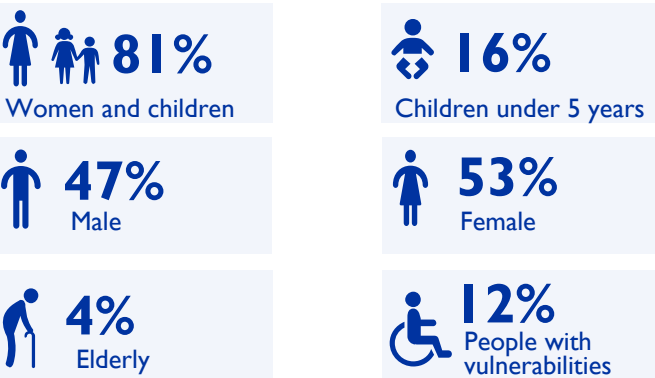 81%
Women and children
16%
Children under 5 years
47%
Male
53%
Female
4%
Elderly
12%
People with
vulnerabilities